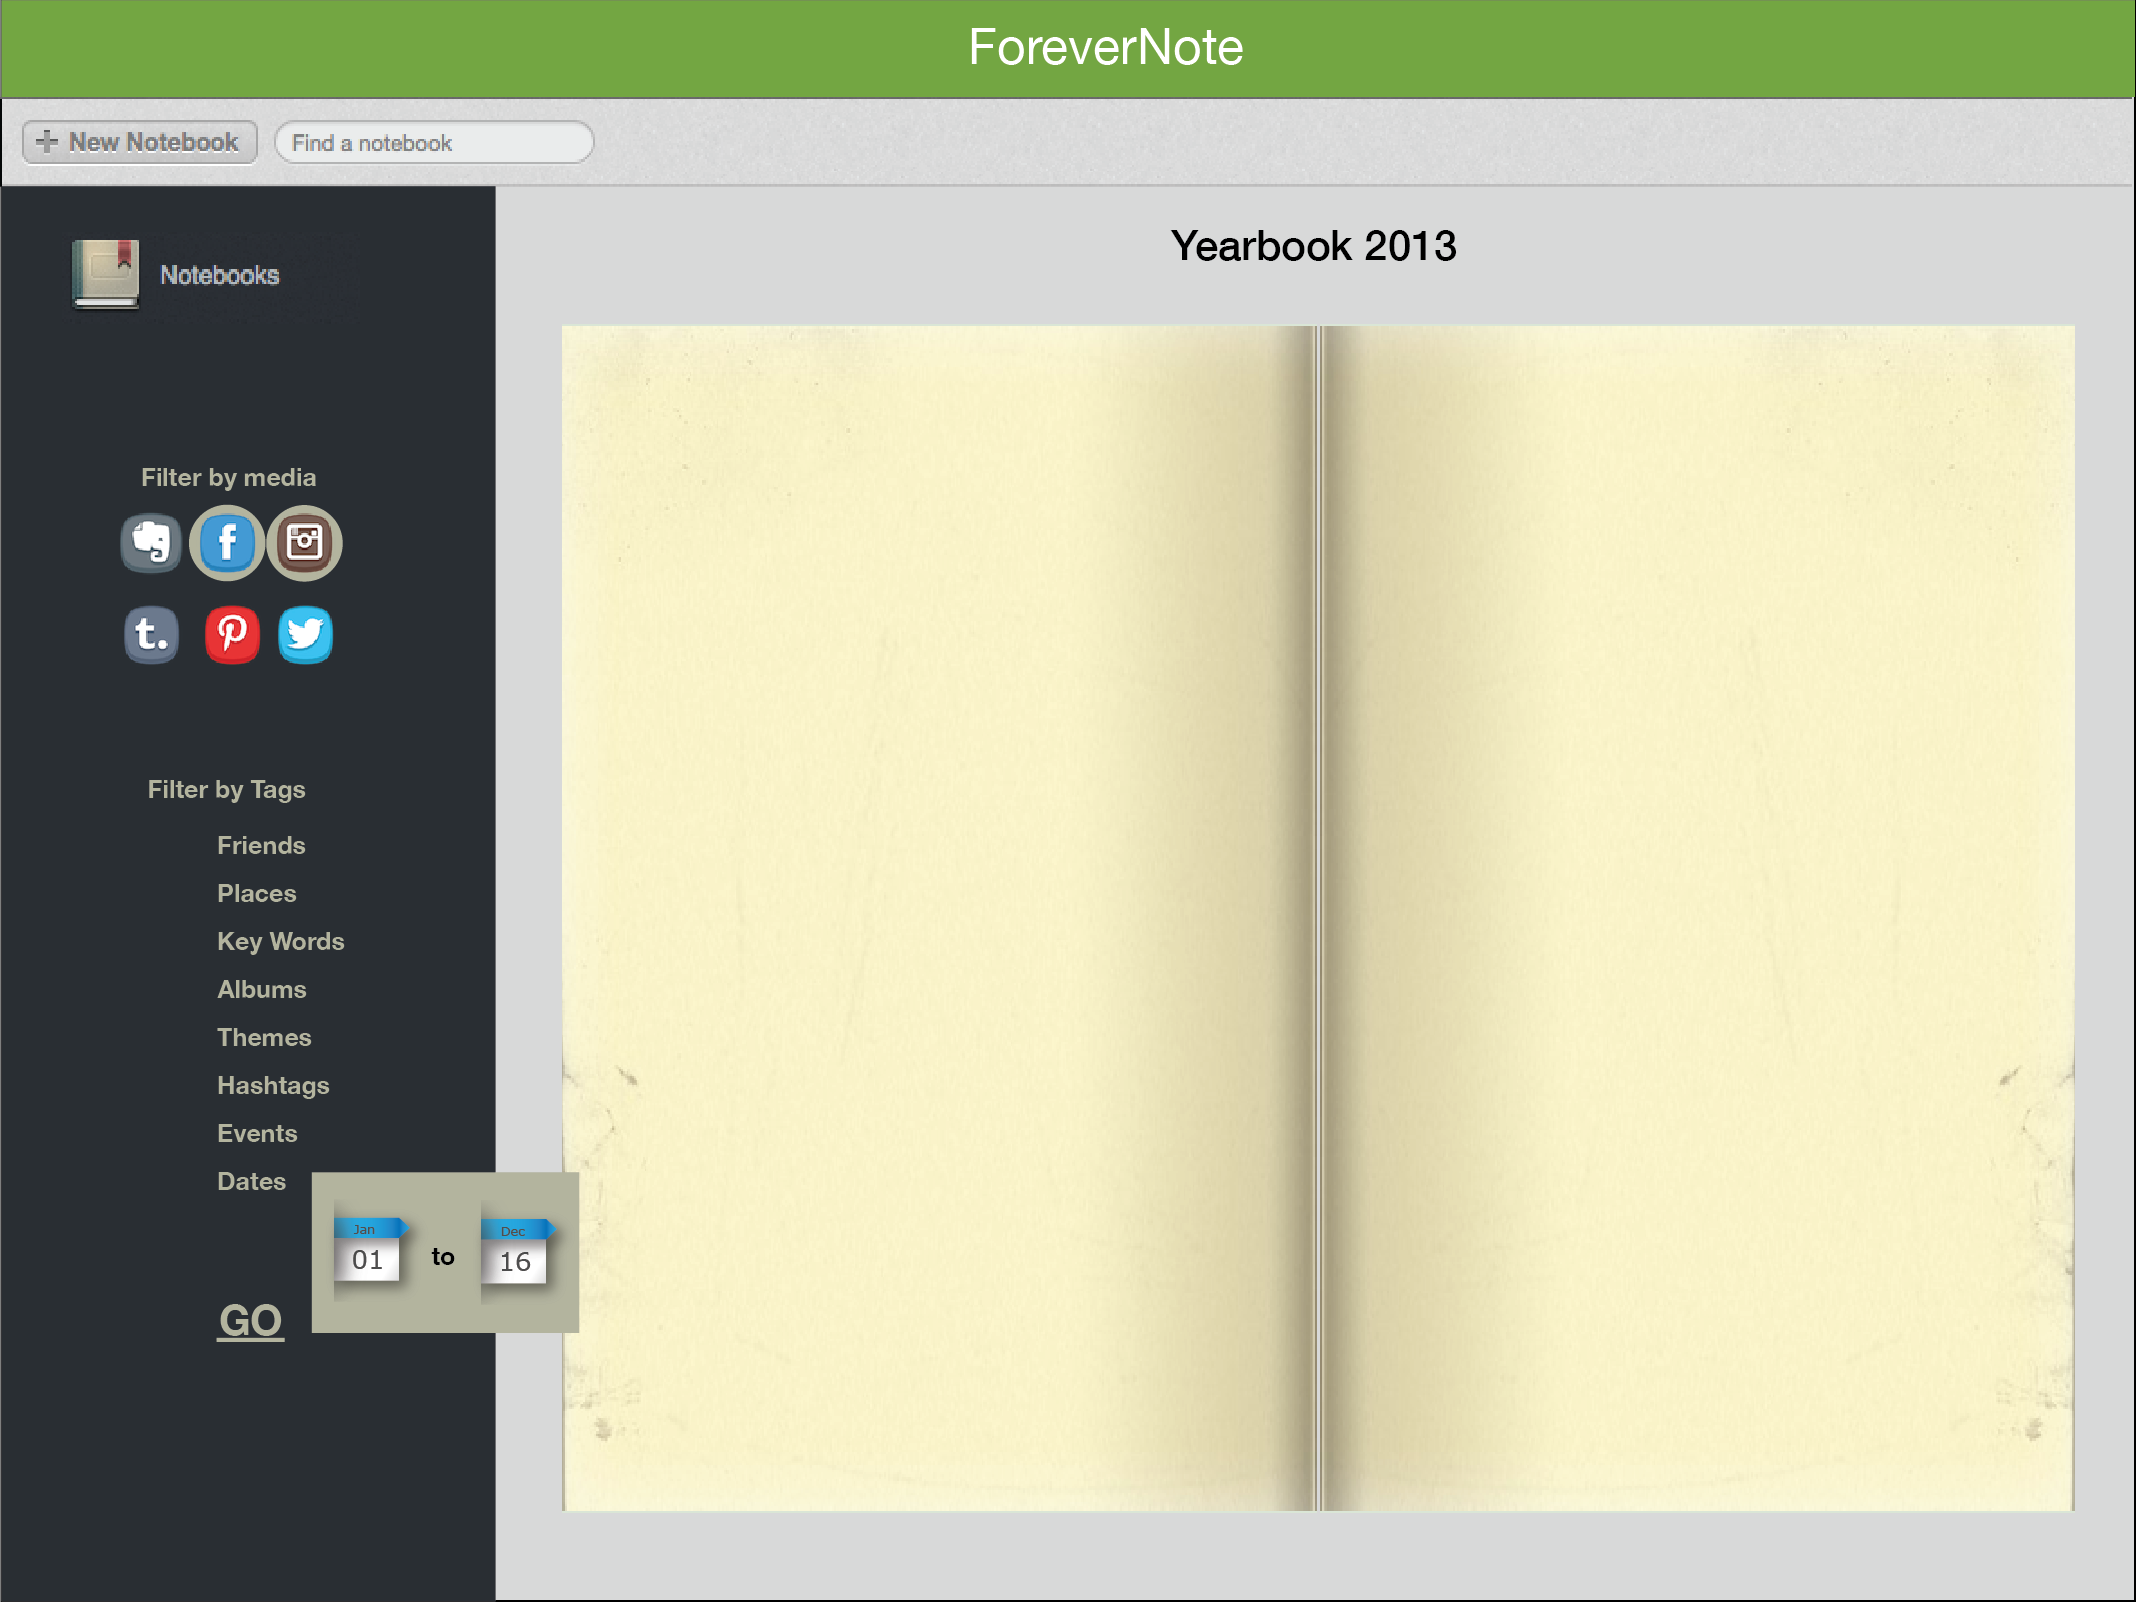 ForeverNote
New Notebook
Find a notebook
Notebooks
Yearbook 2013
Filter by media
f
t.
Filter by Tags
Friends
Places
Key Words
Albums
Themes
Hashtags
Events
Dates
Jan
01
to
Dec
16
GO